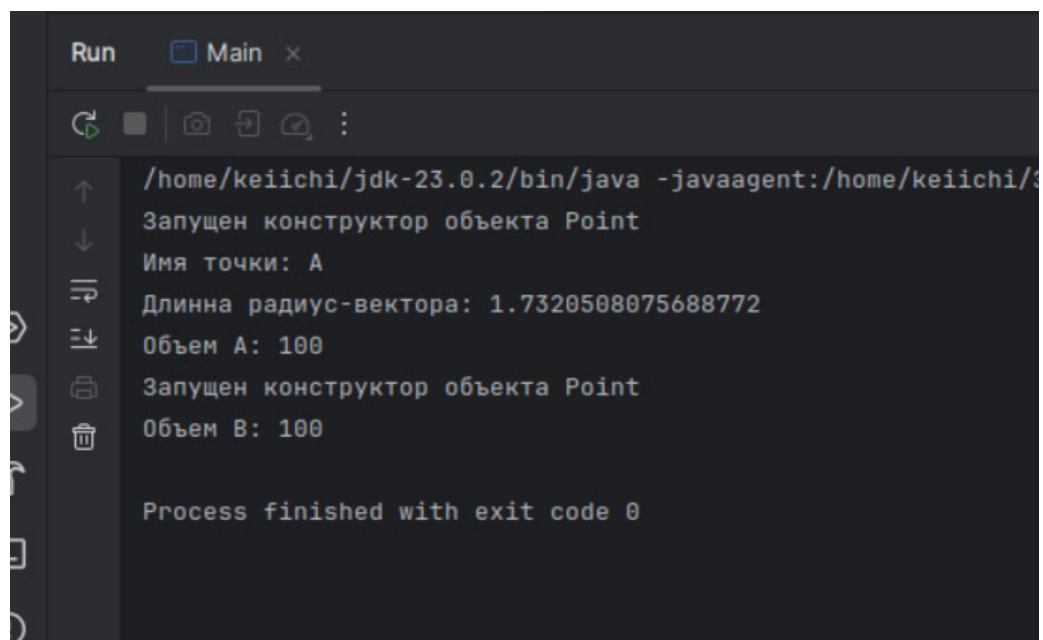 Run Main ×
/home/keiichi/jdk-23.0.2/bin/java -javaagent:/home/keiichi/
Запущен конструктор объекта Point
Имя точки: A
Длинна радиус-вектора: 1.7320508075688772
Объем A: 100
Запущен конструктор объекта Point
Объем B: 100
Process finished with exit code 0